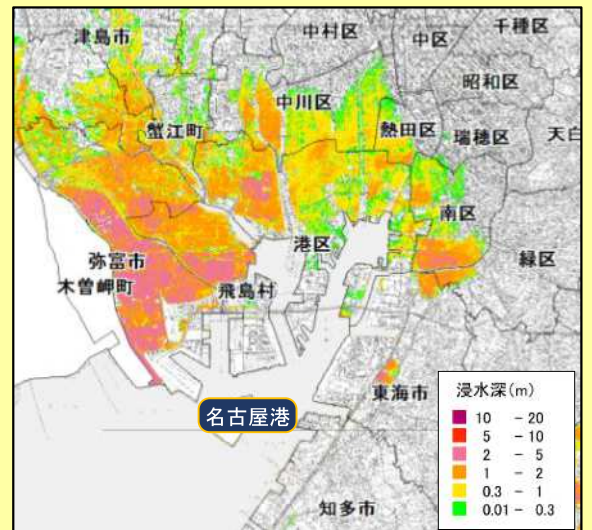 千種区
中村区
中区
津島市
昭和区
中川区
蟹江町
熱田区
瑞穂区
天白
南区
港区
緑区
弥富市
木曽岬町
飛島村
東海市
名古屋港
知多市
浸水深(m)
10 - 20
5 - 10
2 - 5
1 - 2
0.3 - 1
0.01 - 0.3